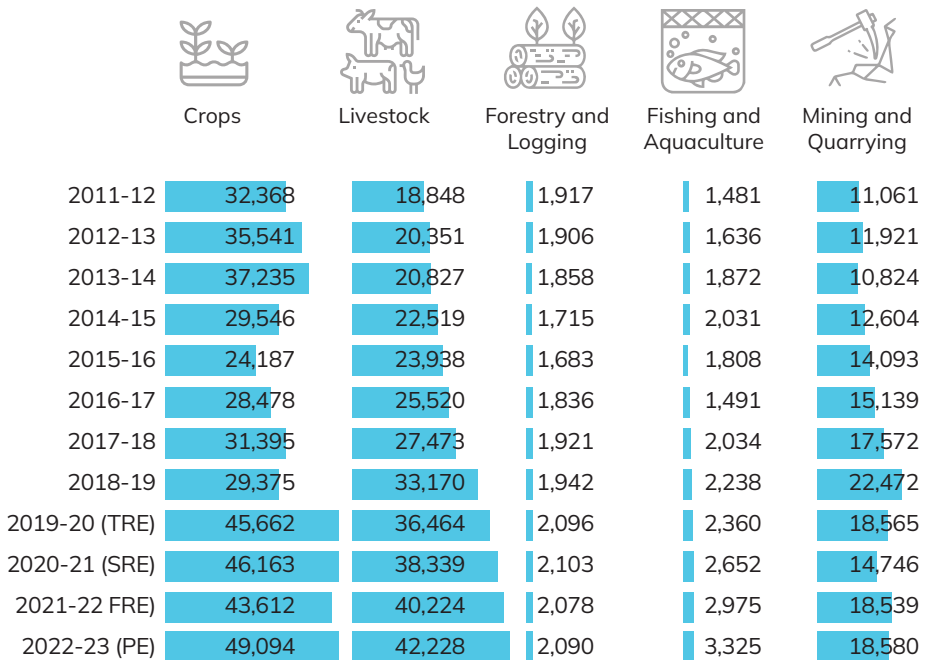 Crops Livestock Forestry and Fishing and Mining and
Logging Aquaculture Quarrying
2011-12 32,368 18,848 1,917 1,481 11,061
2012-13 35,541 20,351 1,906 1,636 11,921
2013-14 37,235 20,827 1,858 1,872 10,824
2014-15 29,546 22,519 1,715 2,031 12,604
2015-16 24,187 23,938 1,683 1,808 14,093
2016-17 28,478 25,520 1,836 1,491 15,139
2017-18 31,395 27,473 1,921 2,034 17,572
2018-19 29,375 33,170 1,942 2,238 22,472
2019-20 (TRE) 45,662 36,464 2,096 2,360 18,565
2020-21 (SRE) 46,163 38,339 2,103 2,652 14,746
2021-22 FRE) 43,612 40,224 2,078 2,975 18,539
2022-23 (PE) 49,094 42,228 2,090 3,325 18,580